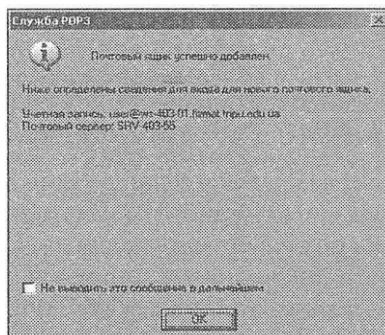 Служба POP3
Почтовый ящик успешно добавлен.
Ниже определены сведения для входа для нового почтового ящика.
Учетная запись: user@ws-403-01.fizmat.tnpu.edu.ua
Почтовый сервер: SRV-403-55
Не выводить это сообщение в дальнейшем
OK